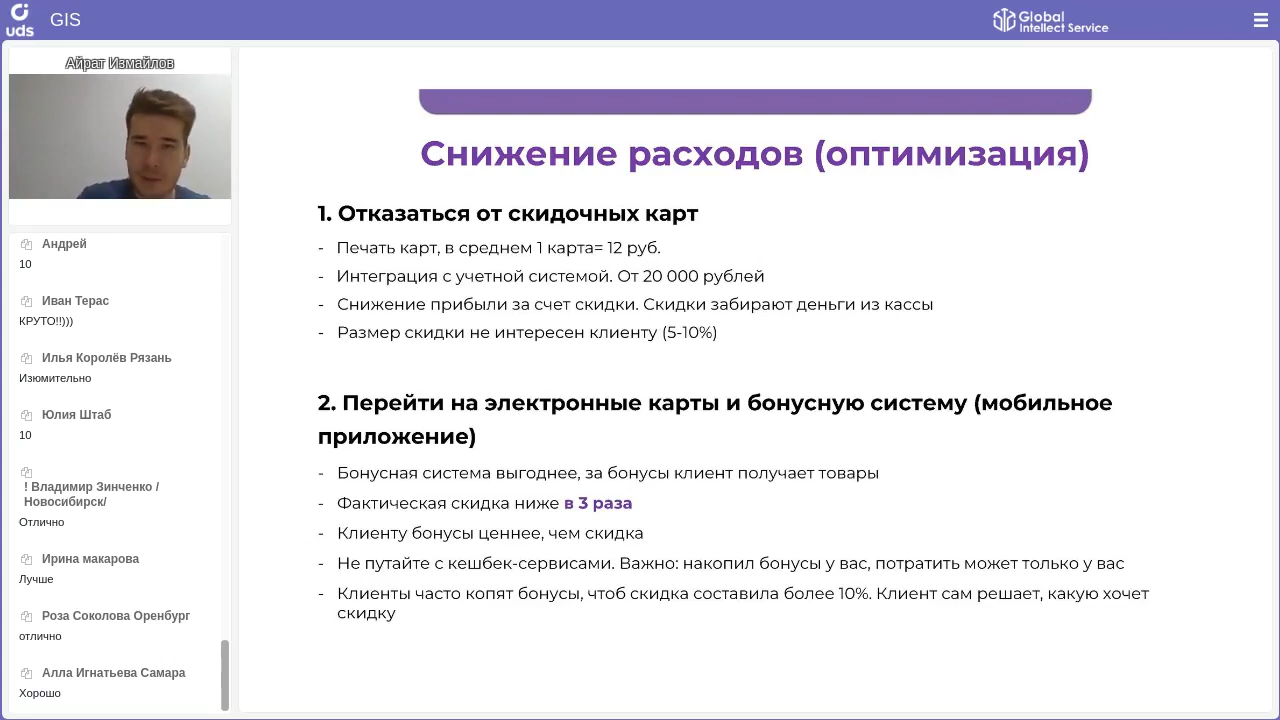 uds
GIS
Global
Intellect Service
Айрат Измайлов
Андрей
10
Иван Терас
КРУТО!!)))
Илья Королёв Рязань
Изюмительно
Юлия Штаб
10
! Владимир Зинченко /
Новосибирск/
Отлично
Ирина макарова
Лучше
Роза Соколова Оренбург
отлично
Алла Игнатьева Самара
Хорошо
Снижение расходов (оптимизация)
1. Отказаться от скидочных карт
- Печать карт, в среднем 1 карта= 12 руб.
- Интеграция с учетной системой. От 20 000 рублей
- Снижение прибыли за счет скидки. Скидки забирают деньги из кассы
- Размер скидки не интересен клиенту (5-10%)
2. Перейти на электронные карты и бонусную систему (мобильное
приложение)
- Бонусная система выгоднее, за бонусы клиент получает товары
- Фактическая скидка ниже в 3 раза
- Клиенту бонусы ценнее, чем скидка
- Не путайте с кешбек-сервисами. Важно: накопил бонусы у вас, потратить может только у вас
- Клиенты часто копят бонусы, чтоб скидка составила более 10%. Клиент сам решает, какую хочет
скидку